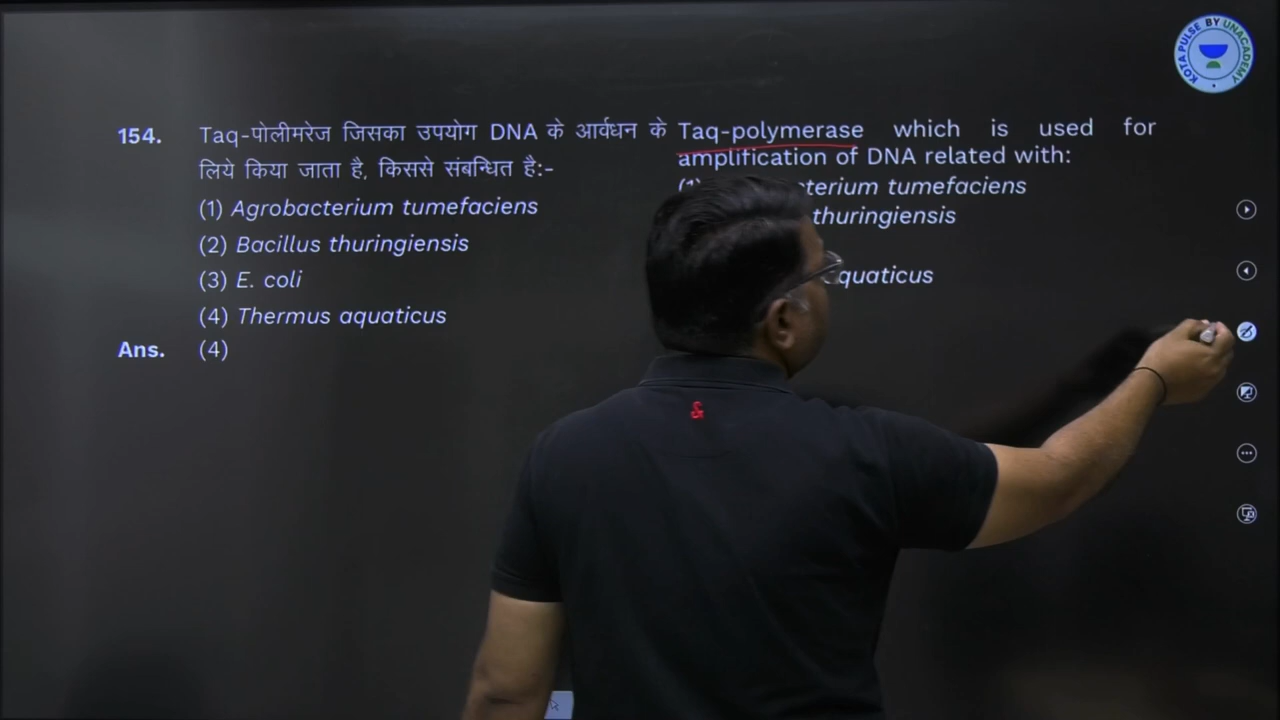 KOTA PULSE BY UNACADEMY
154. Taq-पोलीमरेज जिसका उपयोग DNA के आर्वधन के
लिये किया जाता है, किससे संबन्धित है:-
(1) Agrobacterium tumefaciens
(2) Bacillus thuringiensis
(3) E. coli
(4) Thermus aquaticus
Ans. (4)
Taq-polymerase which is used for
amplification of DNA related with:
tumefaciens
thuringiensis